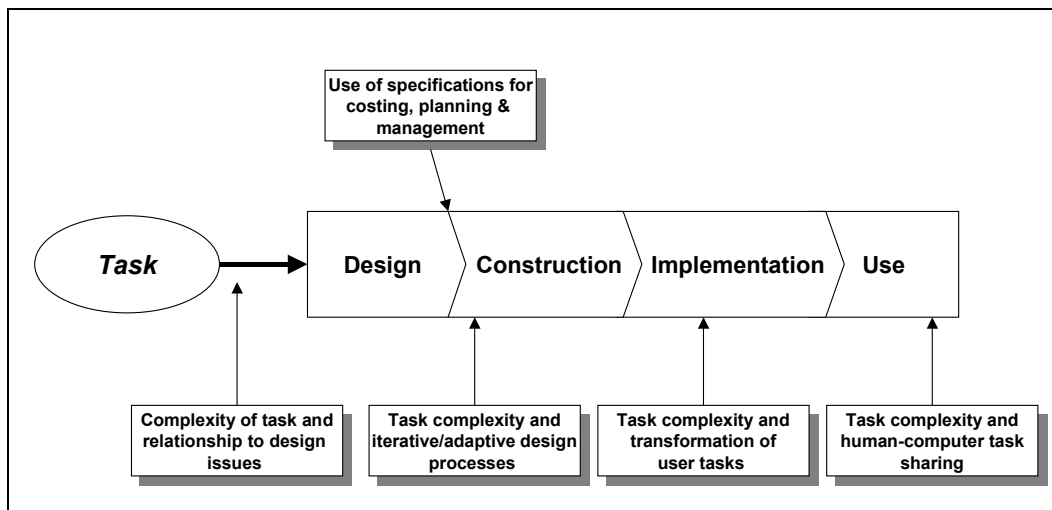 Use of specifications for
costing, planning &
management
Task
Design
Construction
Implementation
Use
Complexity of task and
relationship to design
issues
Task complexity and
iterative/adaptive design
processes
Task complexity and
transformation of
user tasks
Task complexity and
human-computer task
sharing